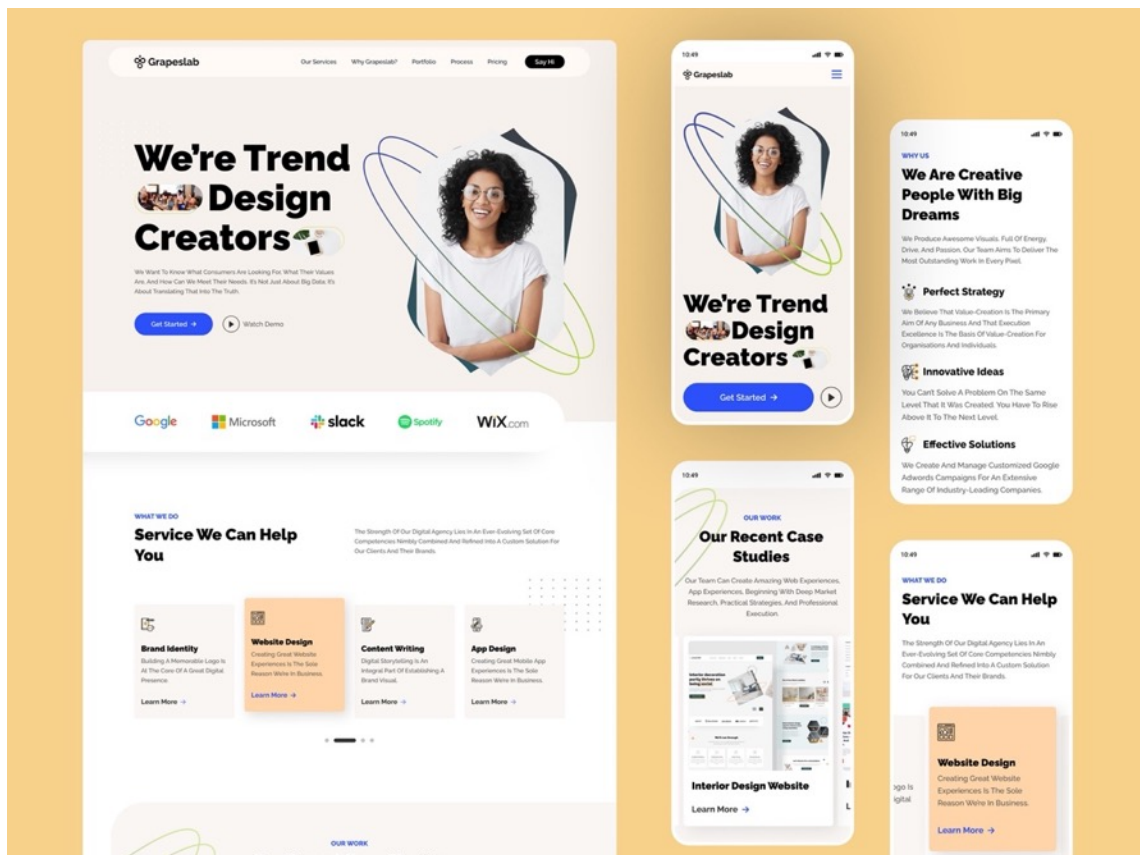 Grapeslab
Our Services
Why Grapeslab?
Portfolio
Process
Pricing
Say Hi
We're Trend
Design
Creators
We Want To Know What Consumers Are Looking For, What Their Values
Are, And How Can We Meet Their Needs. It's Not Just About Big Data; It's
About Translating That Into The Truth.
Get Started →
Watch Demo
Google
Microsoft
slack
Spotify
WiX.com
WHAT WE DO
Service We Can Help
You
The Strength Of Our Digital Agency Lies In An Ever-Evolving Set Of Core
Competencies Nimbly Combined And Refined Into A Custom Solution For
Our Clients And Their Brands.
Brand Identity
Building A Memorable Logo Is
At The Core Of A Great Digital
Presence.
Learn More →
Website Design
Creating Great Website
Experiences Is The Sole
Reason We're In Business.
Learn More →
Content Writing
Digital Storytelling Is An
Integral Part Of Establishing A
Brand Visual.
Learn More →
App Design
Creating Great Mobile App
Experiences Is The Sole
Reason We're In Business.
Learn More →
OUR WORK
10:49
Grapeslab
We're Trend
Design
Creators
Get Started →
10:49
OUR WORK
Our Recent Case
Studies
Our Team Can Create Amazing Web Experiences,
App Experiences, Beginning With Deep Market
Research, Practical Strategies, And Professional
Execution.
Interior Design Website
Learn More →
10:49
WHY US
We Are Creative
People With Big
Dreams
We Produce Awesome Visuals, Full Of Energy,
Drive, And Passion. Our Team Aims To Deliver The
Most Outstanding Work In Every Pixel.
Perfect Strategy
We Believe That Value-Creation Is The Primary
Aim Of Any Business And That Execution
Excellence Is The Basis Of Value-Creation For
Organisations And Individuals.
Innovative Ideas
You Can't Solve A Problem On The Same
Level That It Was Created. You Have To Rise
Above It To The Next Level.
Effective Solutions
We Create And Manage Customized Google
Adwords Campaigns For An Extensive
Range Of Industry-Leading Companies.
10:49
WHAT WE DO
Service We Can Help
You
The Strength Of Our Digital Agency Lies In An
Ever-Evolving Set Of Core Competencies Nimbly
Combined And Refined Into A Custom Solution
For Our Clients And Their Brands.
ogo Is
igital
Website Design
Creating Great Website
Experiences Is The Sole
Reason We're In Business.
Learn More →